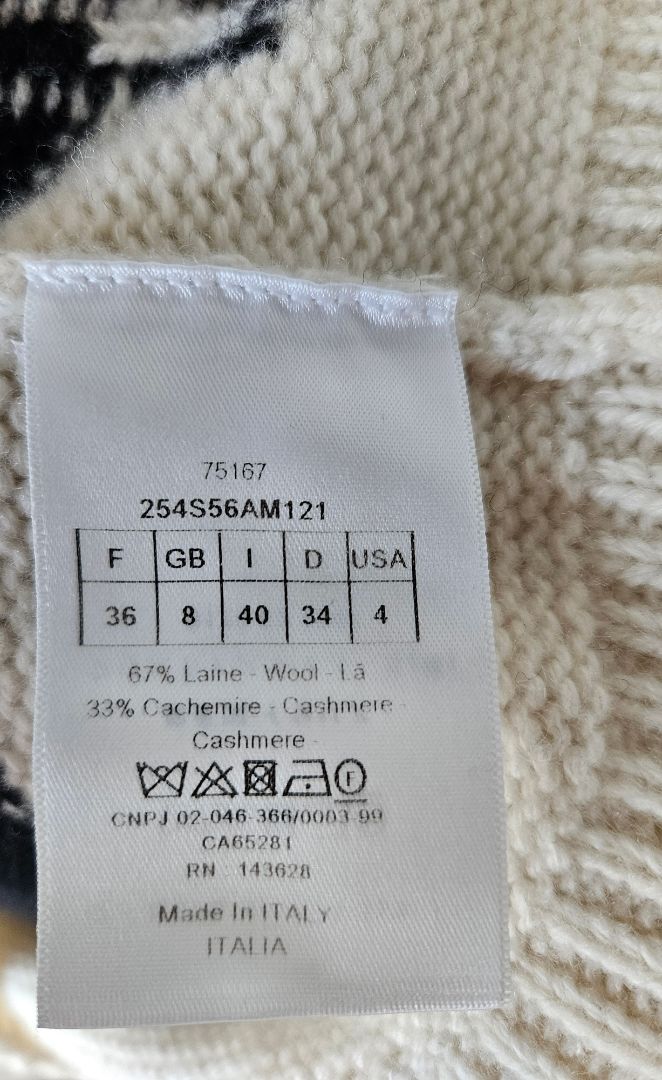 75167
254S56AM121
F GB I D USA
36 8 40 34 4
67% Laine - Wool - Lã
33% Cachemire - Cashmere -
Cashmere -
F
CNPJ 02-046-366/0003-99
CA65281
RN : 143628
Made In ITALY
ITALIA